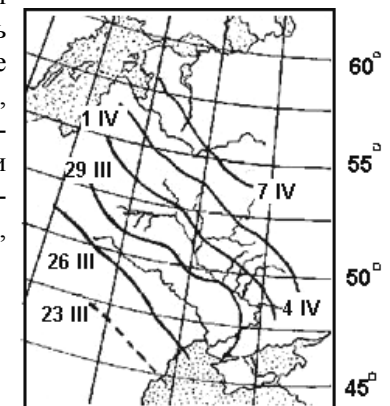 ь
е
,
-
и
-
,
60°
1 IV
55°
29 III
7 IV
26 III
50°
23 III
4 IV
45°